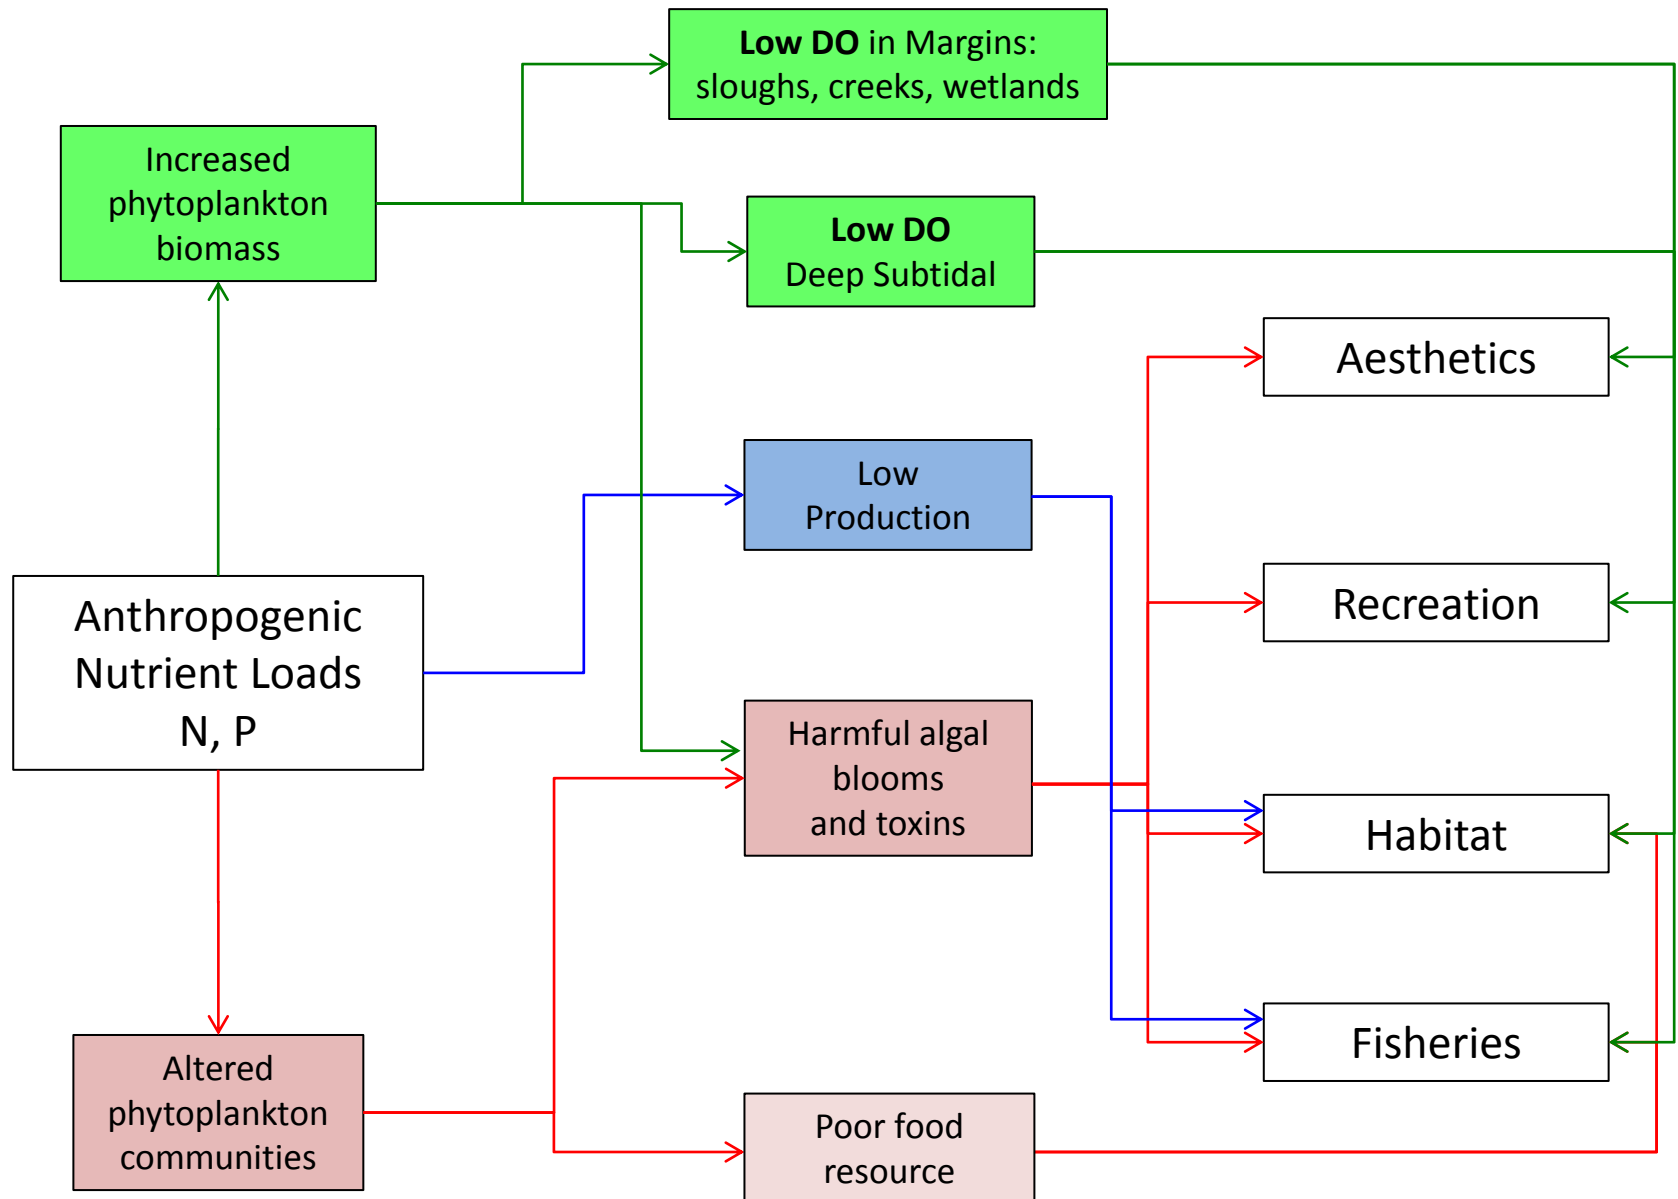 Low DO in Margins:
sloughs, creeks, wetlands
Increased
phytoplankton
biomass
Low DO
Deep Subtidal
Aesthetics
Low
Production
Anthropogenic
Nutrient Loads
N, P
Recreation
Harmful algal
blooms
and toxins
Habitat
Fisheries
Altered
phytoplankton
communities
Poor food
resource